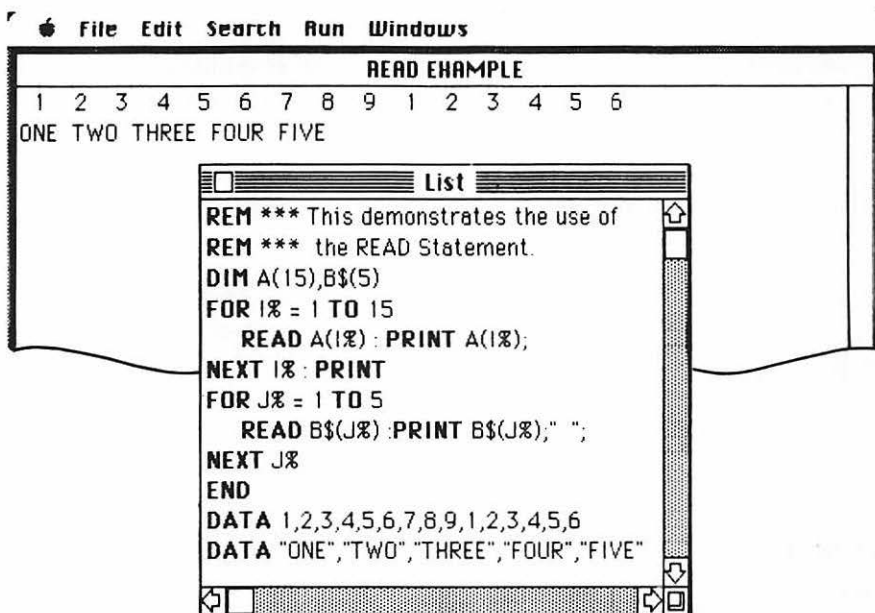 File Edit Search Run Windows
READ EXAMPLE
1 2 3 4 5 6 7 8 9 1 2 3 4 5 6
ONE TWO THREE FOUR FIVE
List
REM *** This demonstrates the use of
REM *** the READ Statement.
DIM A(15),B$(5)
FOR I% = 1 TO 15
READ A(I%) : PRINT A(I%);
NEXT I% : PRINT
FOR J% = 1 TO 5
READ B$(J%) :PRINT B$(J%);" ";
NEXT J%
END
DATA 1,2,3,4,5,6,7,8,9,1,2,3,4,5,6
DATA "ONE","TWO","THREE","FOUR","FIVE"